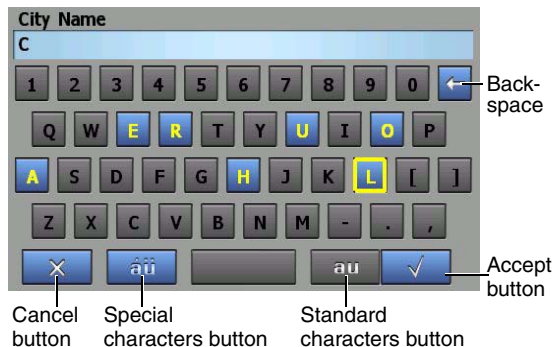 City Name
C
1 2 3 4 5 6 7 8 9 0 ←
Back-
space
Q W E R T Y U I O P
A S D F G H J K L [ ]
Z X C V B N M - . ,
× áü au √
Accept
button
Cancel
button
Special
characters button
Standard
characters button